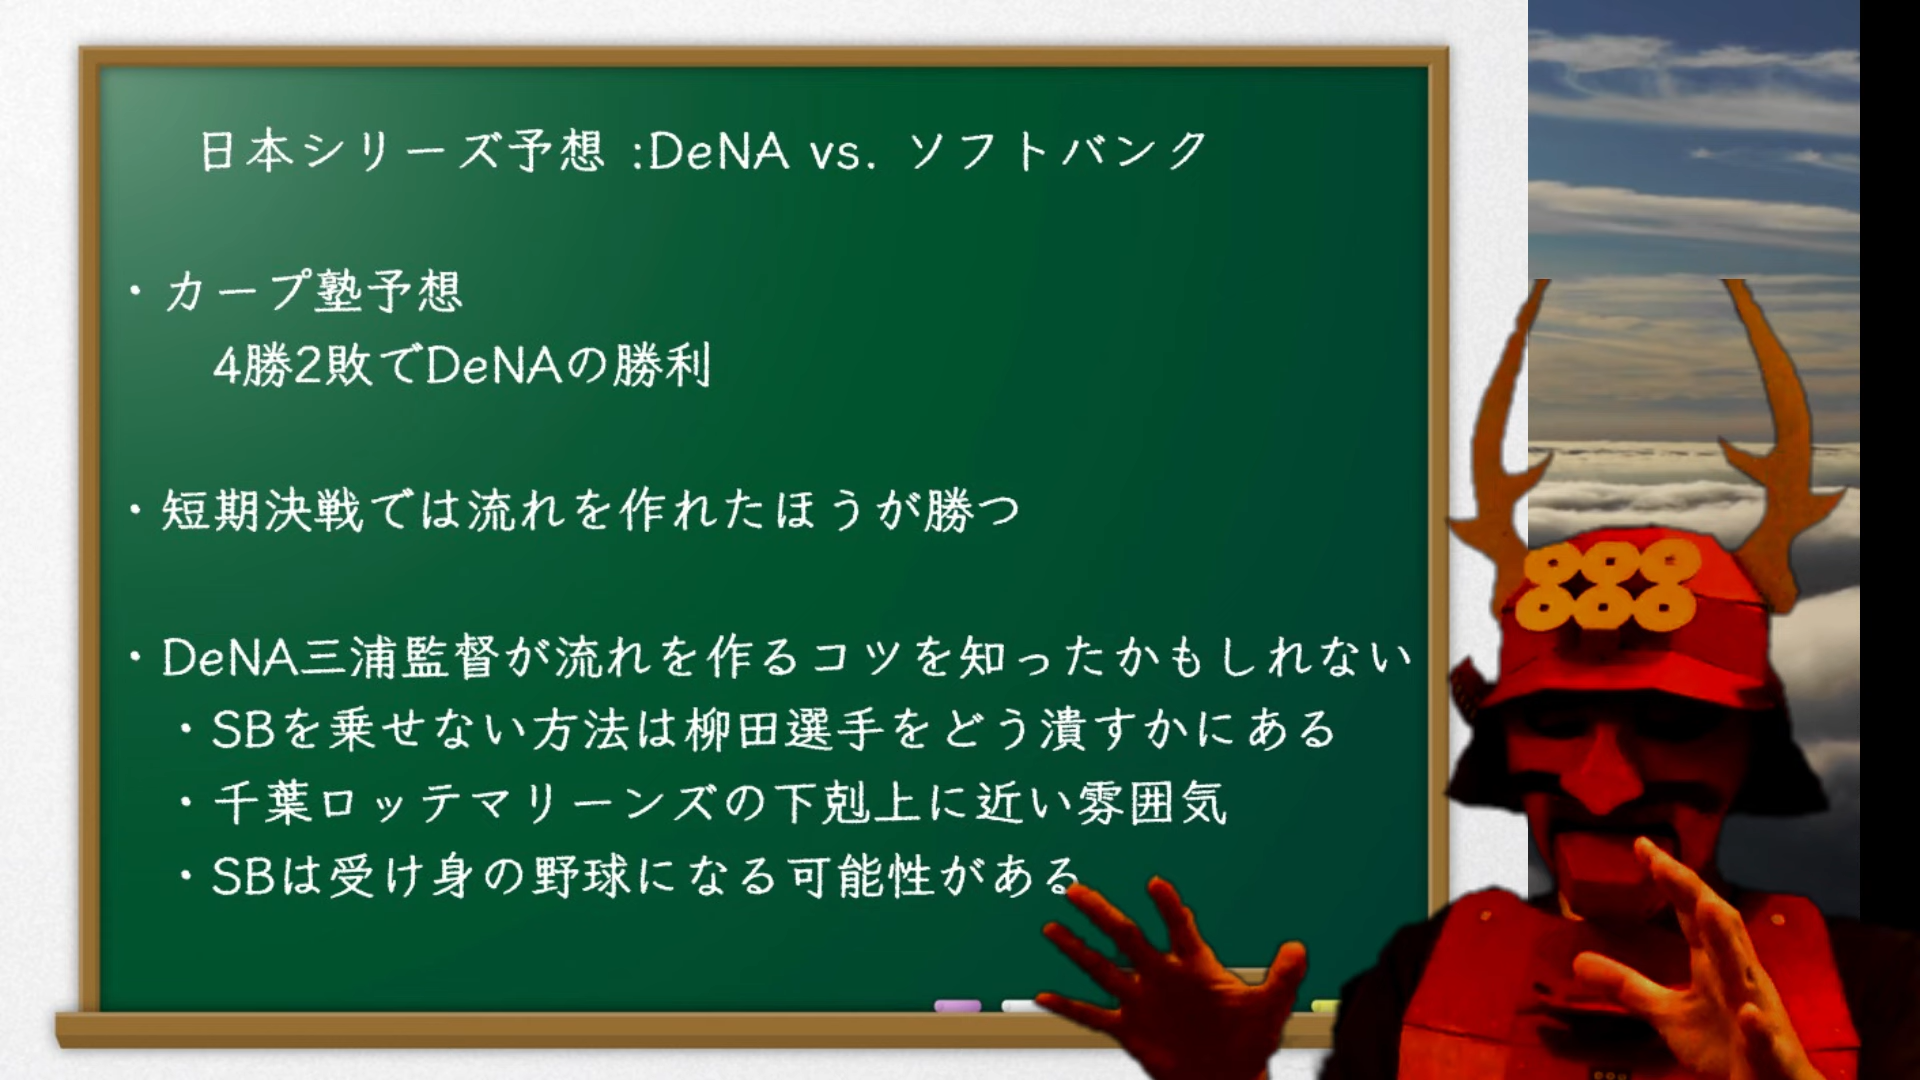 日本シリーズ予想 :DeNA vs. ソフトバンク
・カープ塾予想
4勝2敗でDeNAの勝利
・短期決戦では流れを作れたほうが勝つ
・DeNA三浦監督が流れを作るコツを知ったかもしれない
・SBを乗せない方法は柳田選手をどう潰すかにある
・千葉ロッテマリーンズの下剋上に近い雰囲気
・SBは受け身の野球になる可能性がある